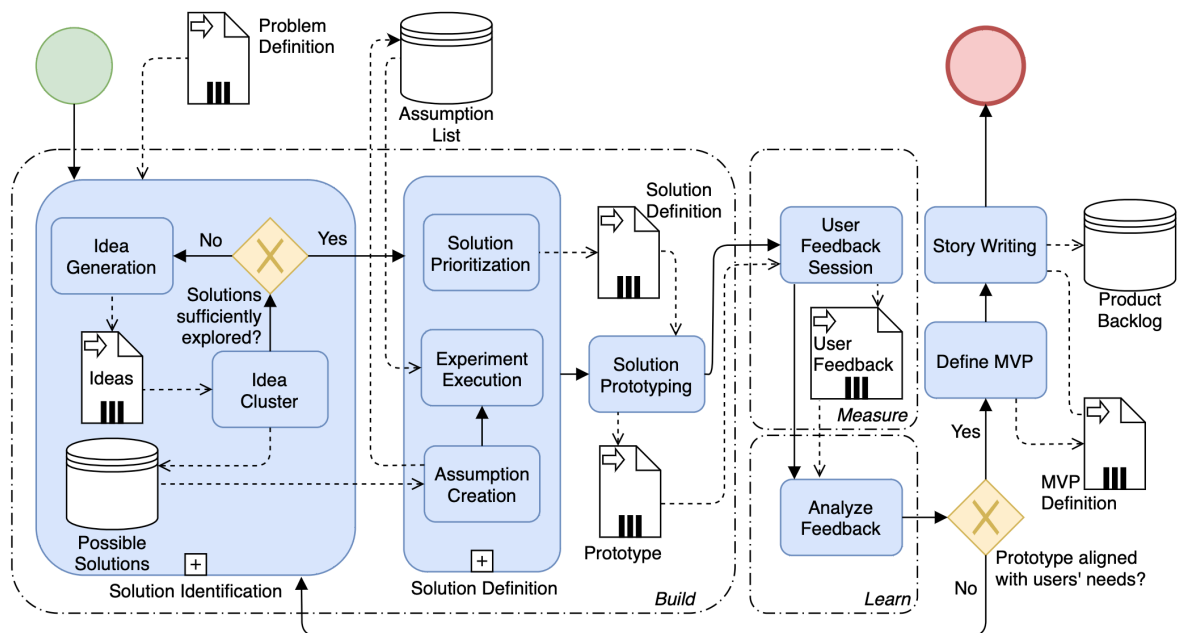 Problem
Definition
Assumption
List
Idea
Generation
No
Yes
Solutions
sufficiently
explored?
Ideas
Idea
Cluster
Possible
Solutions
Solution Identification
Solution
Prioritization
Experiment
Execution
Assumption
Creation
Solution Definition
Solution
Definition
Solution
Prototyping
Prototype
Build
User
Feedback
Session
User
Feedback
Measure
Analyze
Feedback
Learn
Story Writing
Product
Backlog
Define MVP
Yes
MVP
Definition
Prototype aligned
with users' needs?
No